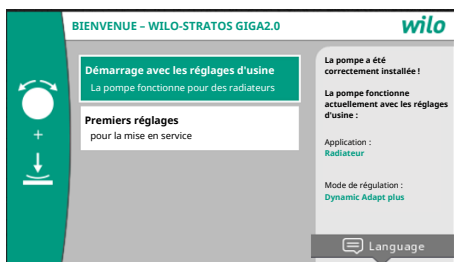 BIENVENUE – WILO-STRATOS GIGA2.0
wilo
Démarrage avec les réglages d'usine
La pompe fonctionne pour des radiateurs
Premiers réglages
pour la mise en service
+
La pompe a été
correctement installée !
La pompe fonctionne
actuellement avec les réglages
d'usine :
Application :
Radiateur
Mode de régulation :
Dynamic Adapt plus
Language